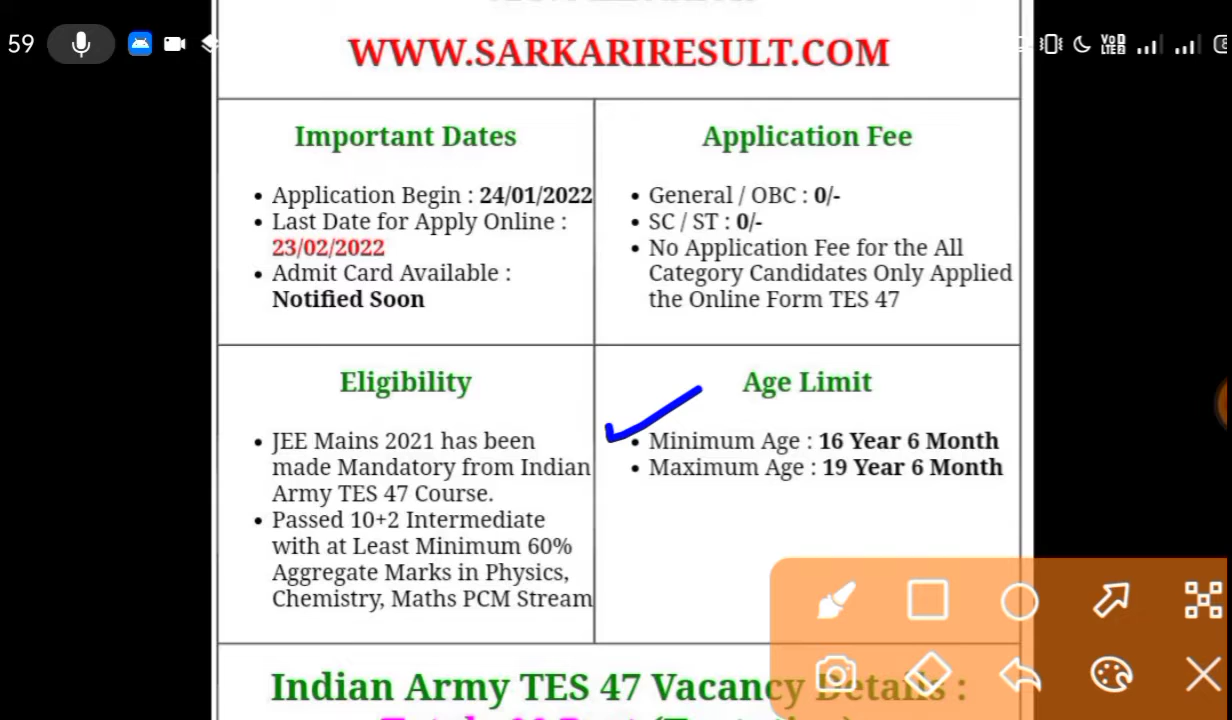 59
WWW.SARKARIRESULT.COM
Important Dates
• Application Begin : 24/01/2022
• Last Date for Apply Online :
23/02/2022
• Admit Card Available :
Notified Soon
Application Fee
• General / OBC : 0/-
• SC / ST : 0/-
• No Application Fee for the All
Category Candidates Only Applied
the Online Form TES 47
Eligibility
• JEE Mains 2021 has been
made Mandatory from Indian
Army TES 47 Course.
• Passed 10+2 Intermediate
with at Least Minimum 60%
Aggregate Marks in Physics,
Chemistry, Maths PCM Stream
Age Limit
• Minimum Age : 16 Year 6 Month
• Maximum Age : 19 Year 6 Month
Indian Army TES 47 Vacancy Details :